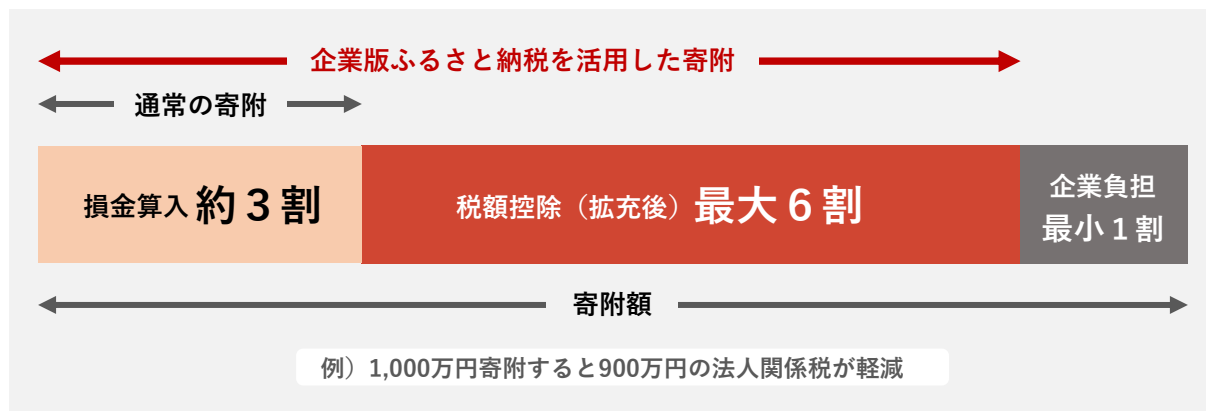 企業版ふるさと納税を活用した寄附
通常の寄附
損金算入 約３割
税額控除（拡充後）最大６割
企業負担
最小１割
寄附額
例）1,000万円寄附すると900万円の法人関係税が軽減